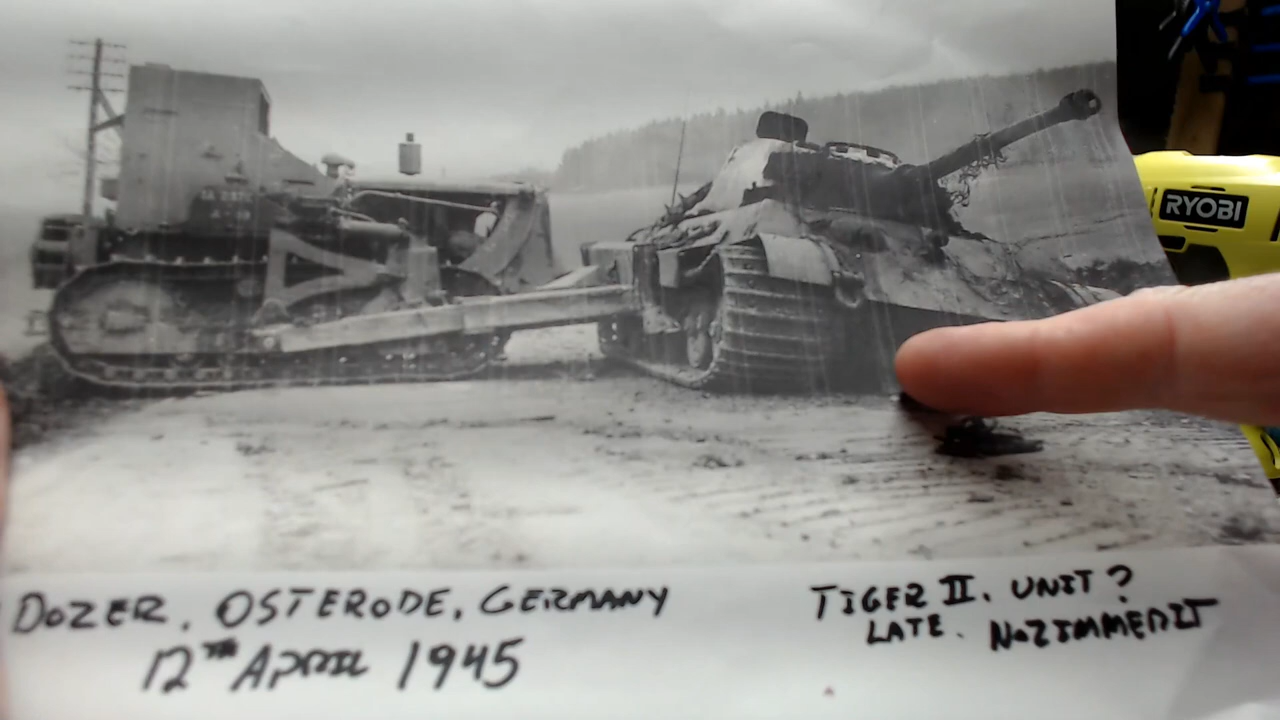 RYOBI
DOZER, OSTERODE, GERMANY
12TH APRIL 1945
TIGER II. UNIT?
LATE. NO ZIMMERIT